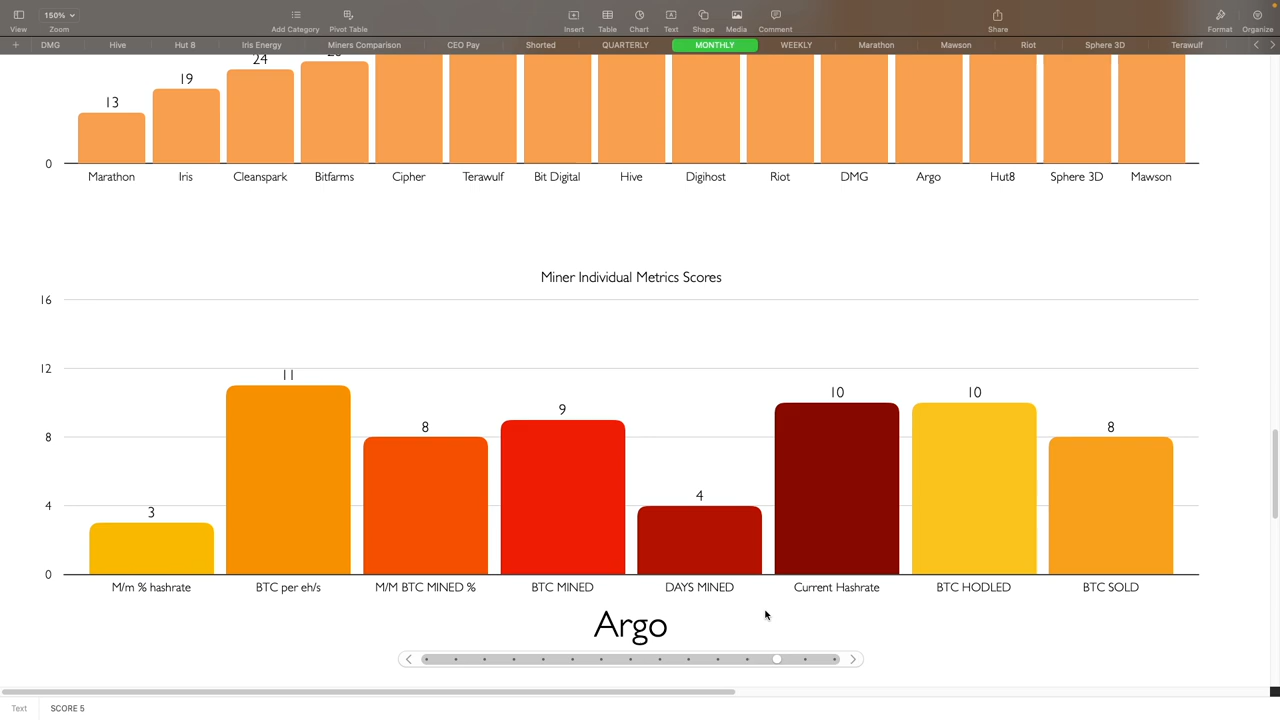 150%
View Zoom Add Category Pivot Table Insert Table Chart Text Shape Media Comment Share Format Organize
+ DMG Hive Hut 8 Iris Energy Miners Comparison CEO Pay Shorted QUARTERLY MONTHLY WEEKLY Marathon Mawson Riot Sphere 3D Terawulf
24
19
13
0
Marathon Iris Cleanspark Bitfarms Cipher Terawulf Bit Digital Hive Digihost Riot DMG Argo Hut8 Sphere 3D Mawson
Miner Individual Metrics Scores
16
12
11
10 10
9
8 8
8
4
4
3
0
M/m % hashrate BTC per eh/s M/M BTC MINED % BTC MINED DAYS MINED Current Hashrate BTC HODLED BTC SOLD
Argo
Text SCORE 5